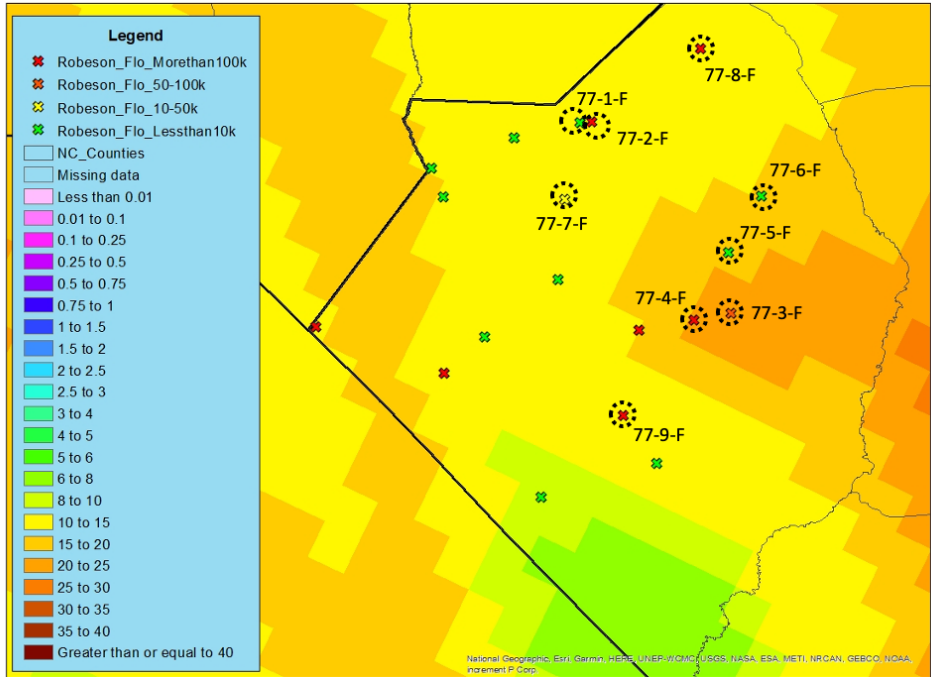 Legend
Robeson_Flo_Morethan100k
Robeson_Flo_50-100k
Robeson_Flo_10-50k
Robeson_Flo_Lessthan10k
NC_Counties
Missing data
Less than 0.01
0.01 to 0.1
0.1 to 0.25
0.25 to 0.5
0.5 to 0.75
0.75 to 1
1 to 1.5
1.5 to 2
2 to 2.5
2.5 to 3
3 to 4
4 to 5
5 to 6
6 to 8
8 to 10
10 to 15
15 to 20
20 to 25
25 to 30
30 to 35
35 to 40
Greater than or equal to 40
77-8-F
77-1-F
77-2-F
77-6-F
77-7-F
77-5-F
77-4-F
77-3-F
77-9-F
National Geographic, Esri, Garmin, HERE, UNEP-WCMC, USGS, NASA, ESA, METI, NRCAN, GEBCO, NOAA,
increment P Corp.